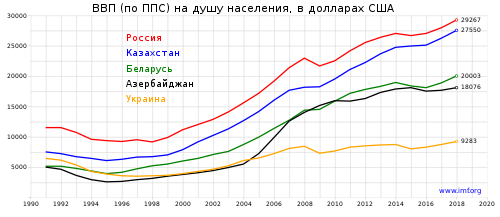 ВВП (по ППС) на душу населения, в долларах США
30000
25000
20000
15000
10000
5000
Россия
Казахстан
Беларусь
Азербайджан
Украина
29267
27550
20003
18076
9283
www.imf.org
1990 1992 1994 1996 1998 2000 2002 2004 2006 2008 2010 2012 2014 2016 2018 2020